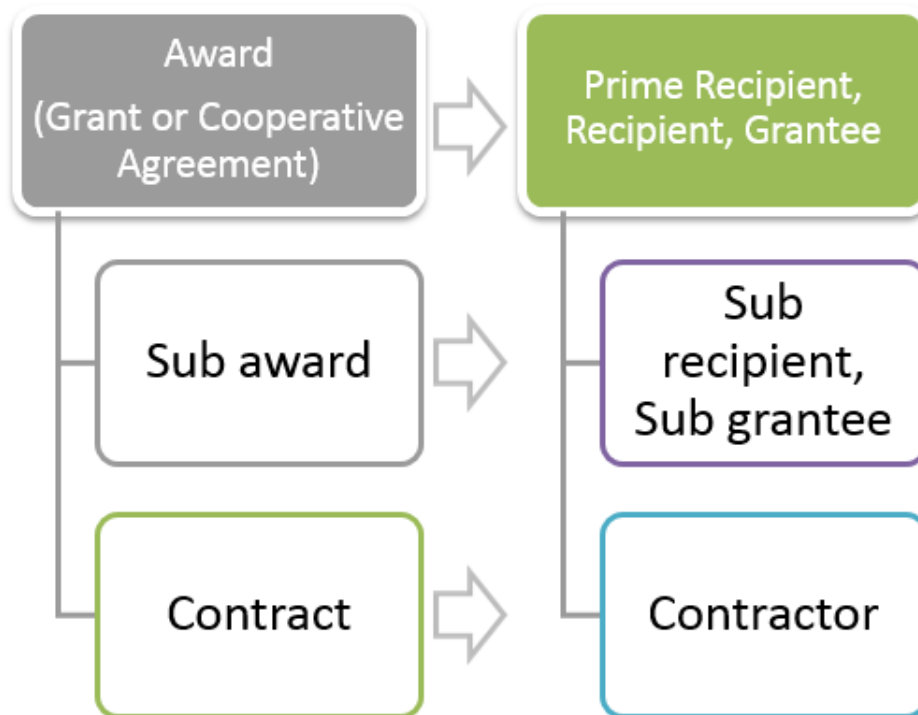 Award
(Grant or Cooperative
Agreement)
Prime Recipient,
Recipient, Grantee
Sub award
Sub
recipient,
Sub grantee
Contract
Contractor